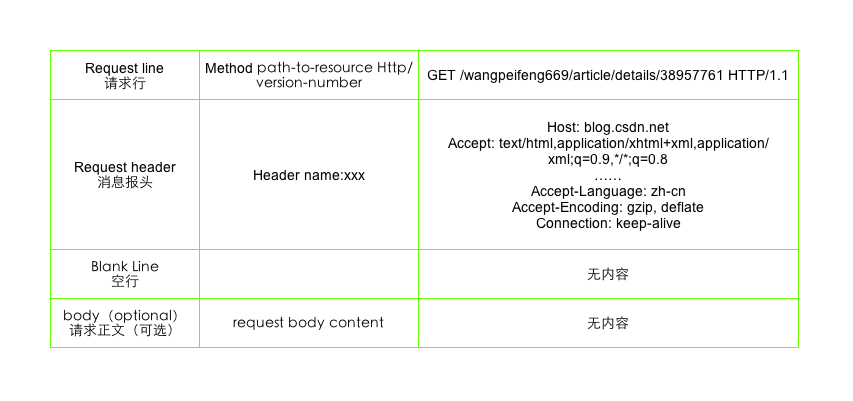 Request line
请求行
Method path-to-resource Http/
version-number
GET /wangpeifeng669/article/details/38957761 HTTP/1.1
Request header
消息报头
Header name:xxx
Host: blog.csdn.net
Accept: text/html,application/xhtml+xml,application/
xml;q=0.9,*/*;q=0.8
……
Accept-Language: zh-cn
Accept-Encoding: gzip, deflate
Connection: keep-alive
Blank Line
空行
无内容
body（optional）
请求正文（可选）
request body content
无内容